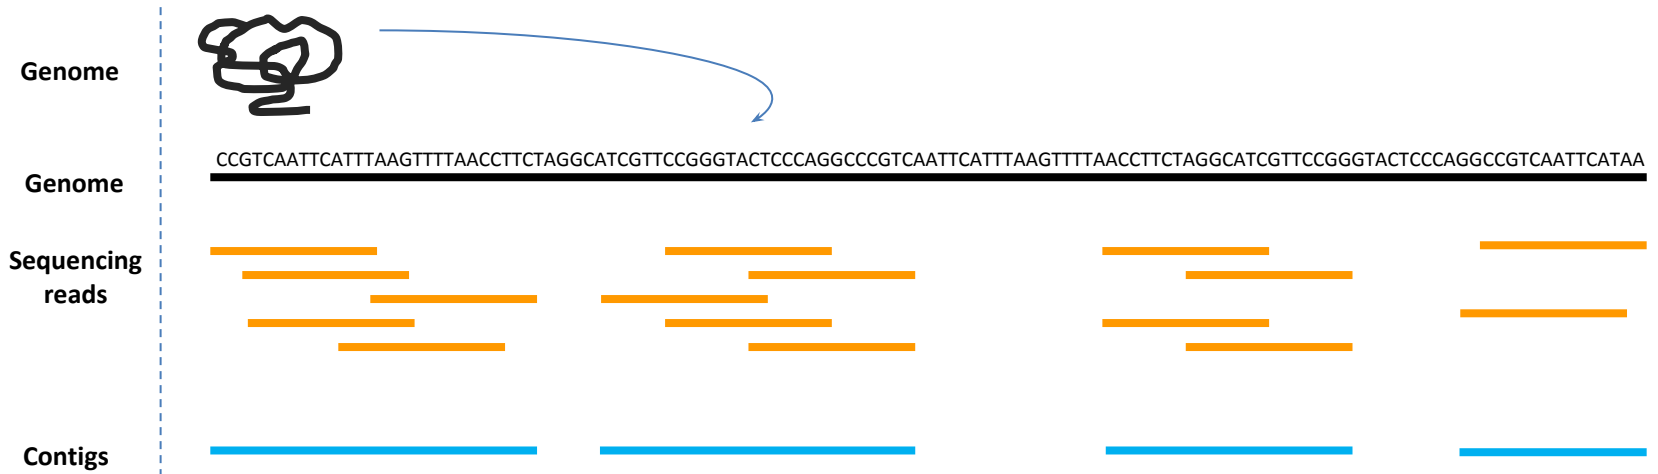 Genome
CCGTCAATTCATTTAAGTTTTAACCTTCTAGGCATCGTTCCGGGTACTCCCAGGCCCGTCAATTCATTTAAGTTTTAACCTTCTAGGCATCGTTCCGGGTACTCCCAGGCCGTCAATTCATAA
Genome
Sequencing
reads
Contigs